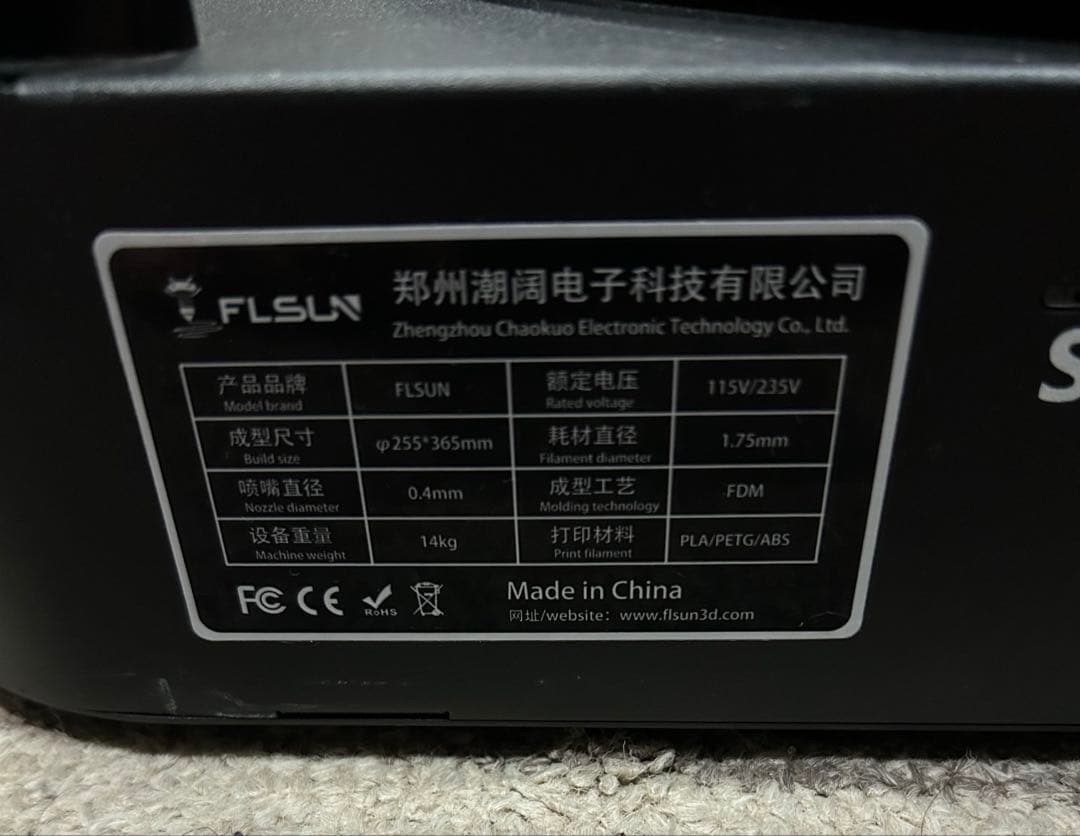 FLSUN
郑州潮阔电子科技有限公司
Zhengzhou Chaokuo Electronic Technology Co., Ltd.
产品品牌 FLSUN 额定电压 115V/235V
Model brand Rated voltage
成型尺寸 φ255*365mm 耗材直径 1.75mm
Build size Filament diameter
喷嘴直径 0.4mm 成型工艺 FDM
Nozzle diameter Molding technology
设备重量 14kg 打印材料 PLA/PETG/ABS
Machine weight Print filament
FC CE RoHS
Made in China
网址/website: www.flsun3d.com
S